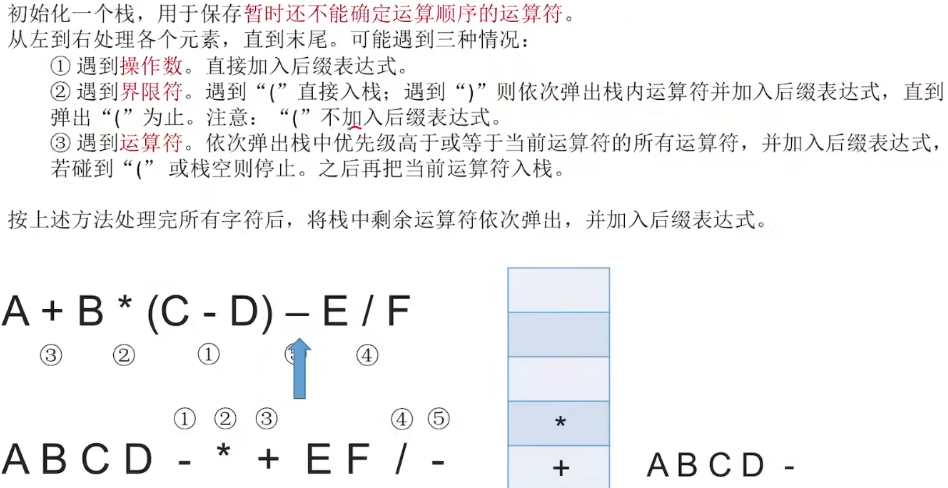 初始化一个栈，用于保存暂时还不能确定运算顺序的运算符。
从左到右处理各个元素，直到末尾。可能遇到三种情况：
① 遇到操作数。直接加入后缀表达式。
② 遇到界限符。遇到“(”直接入栈；遇到“)”则依次弹出栈内运算符并加入后缀表达式，直到
弹出“(”为止。注意：“(”不加入后缀表达式。
③ 遇到运算符。依次弹出栈中优先级高于或等于当前运算符的所有运算符，并加入后缀表达式，
若碰到“(” 或栈空则停止。之后再把当前运算符入栈。
按上述方法处理完所有字符后，将栈中剩余运算符依次弹出，并加入后缀表达式。
A + B * (C - D) – E / F
③ ② ① ④
① ② ③ ④ ⑤
A B C D - * + E F / -
*
+
A B C D -